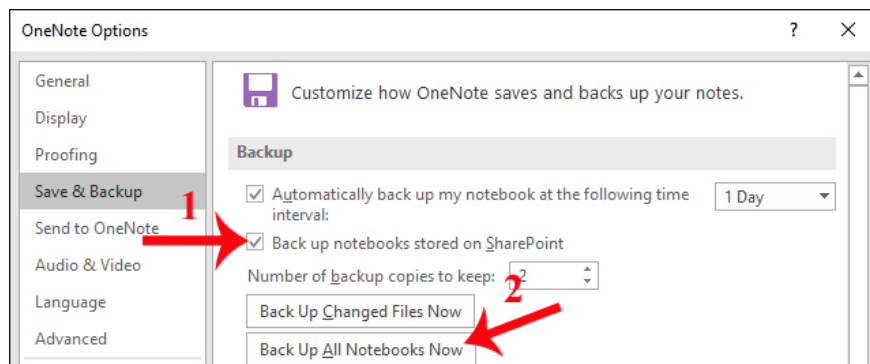 OneNote Options
?
General
Display
Proofing
Save & Backup
Send to OneNote
Audio & Video
Language
Advanced
Customize how OneNote saves and backs up your notes.
Backup
Automatically back up my notebook at the following time
interval:
1 Day
1
Back up notebooks stored on SharePoint
Number of backup copies to keep: 2
2
Back Up Changed Files Now
Back Up All Notebooks Now